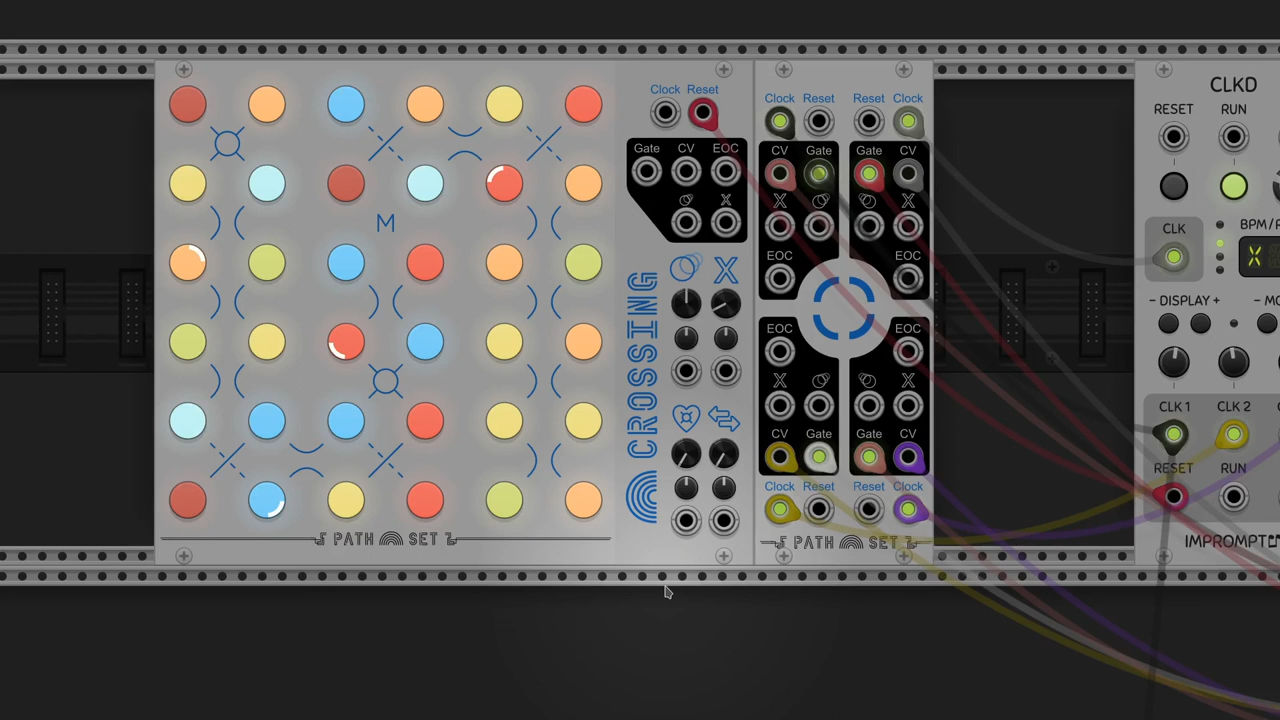 Clock Reset
Gate CV EOC
X
M
CROSSING
PATH SET
Clock Reset Reset Clock
CV Gate Gate CV
X X
EOC EOC
EOC EOC
X X
CV Gate Gate CV
Clock Reset Reset Clock
PATH SET
CLKD
RESET RUN
CLK BPM/R
X
- DISPLAY + - MO
CLK 1 CLK 2
RESET RUN
IMPROMPT